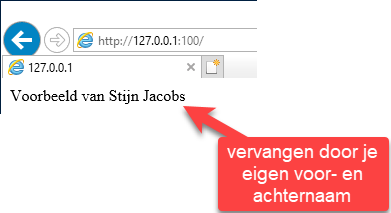 http://127.0.0.1:100/
127.0.0.1
Voorbeeld van Stijn Jacobs
vervangen door je
eigen voor- en
achternaam